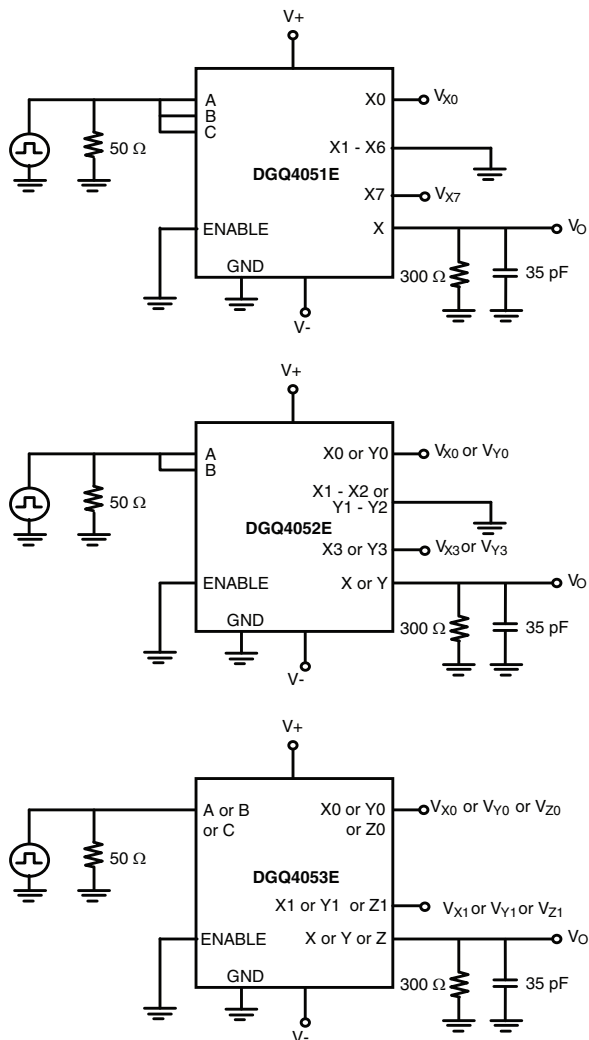 V+
A
X0
VX0
B
C
50 Ω
X1 - X6
DGQ4051E
X7
VX7
ENABLE
X
VO
GND
300 Ω
35 pF
V-
V+
A
X0 or Y0
VX0 or VY0
B
50 Ω
X1 - X2 or
Y1 - Y2
DGQ4052E
X3 or Y3
VX3 or VY3
ENABLE
X or Y
VO
GND
300 Ω
35 pF
V-
V+
A or B
or C
X0 or Y0
or Z0
VX0 or VY0 or VZ0
50 Ω
DGQ4053E
X1 or Y1 or Z1
VX1 or VY1 or VZ1
ENABLE
X or Y or Z
VO
GND
300 Ω
35 pF
V-